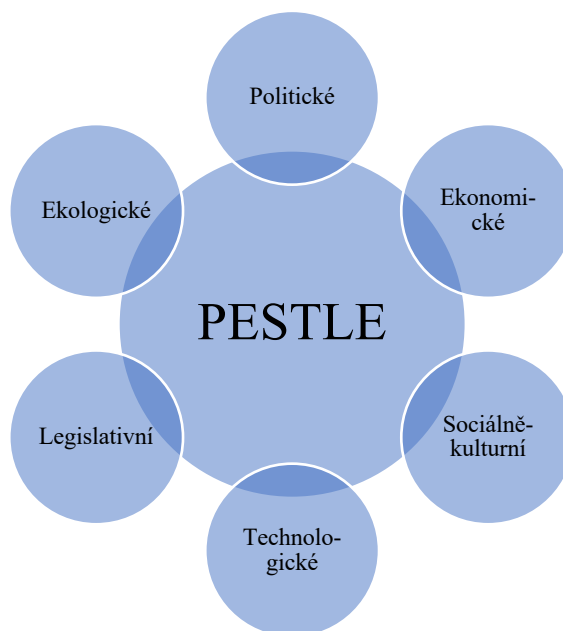 Politické
Ekonomi-
cké
Sociálně-
kulturní
Technolo-
gické
Legislativní
Ekologické
PESTLE